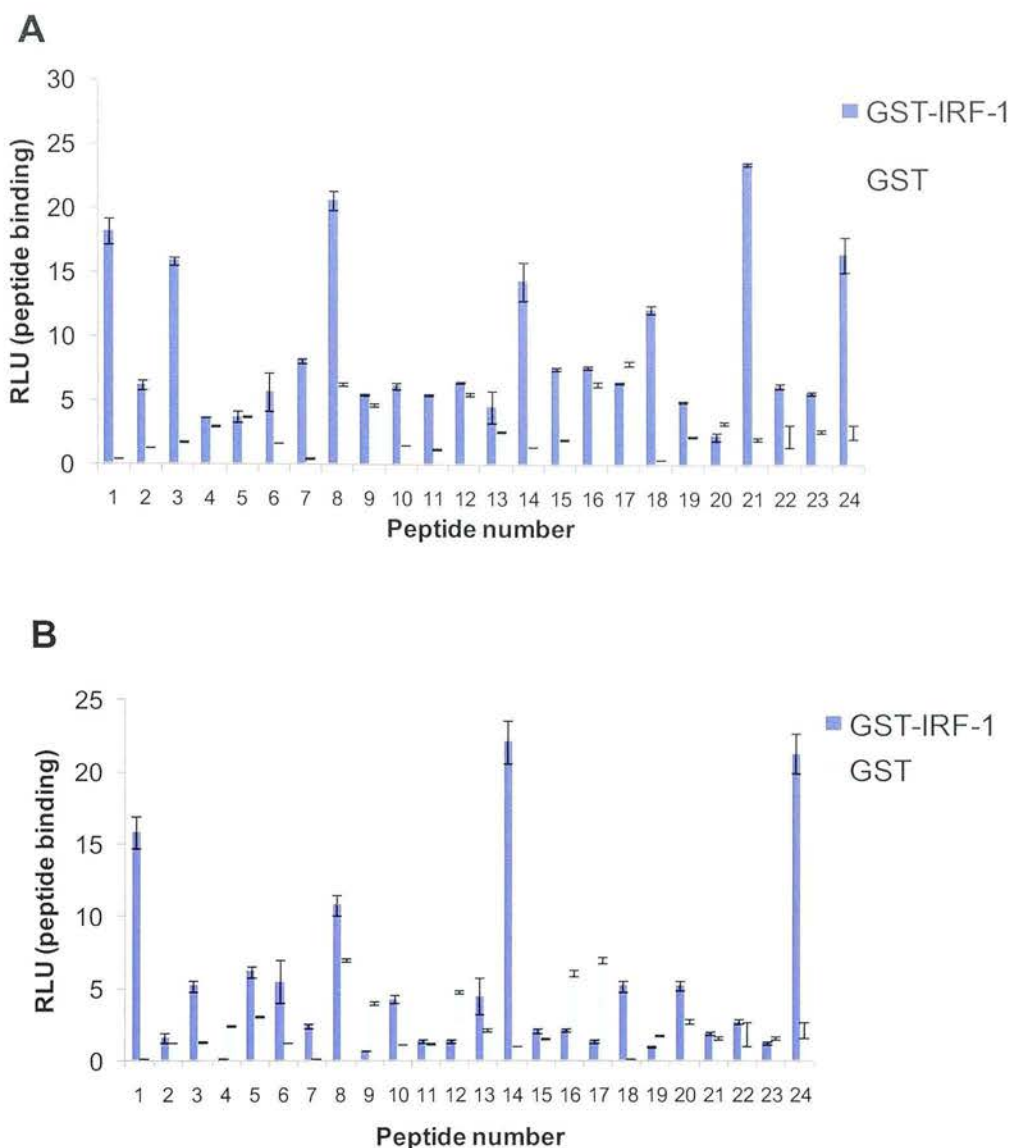 A
30
25
20
15
10
5
0
RLU (peptide binding)
GST-IRF-1
GST
1 2 3 4 5 6 7 8 9 10 11 12 13 14 15 16 17 18 19 20 21 22 23 24
Peptide number
B
25
20
15
10
5
0
RLU (peptide binding)
GST-IRF-1
GST
1 2 3 4 5 6 7 8 9 10 11 12 13 14 15 16 17 18 19 20 21 22 23 24
Peptide number